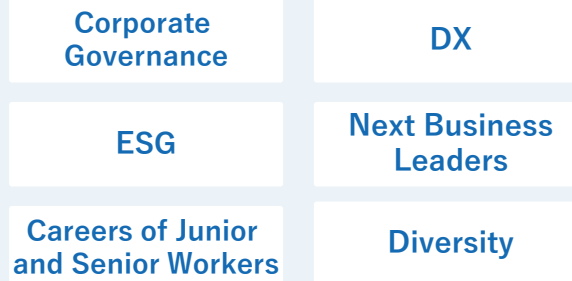 Corporate
Governance
DX
ESG
Next Business
Leaders
Careers of Junior
and Senior Workers
Diversity